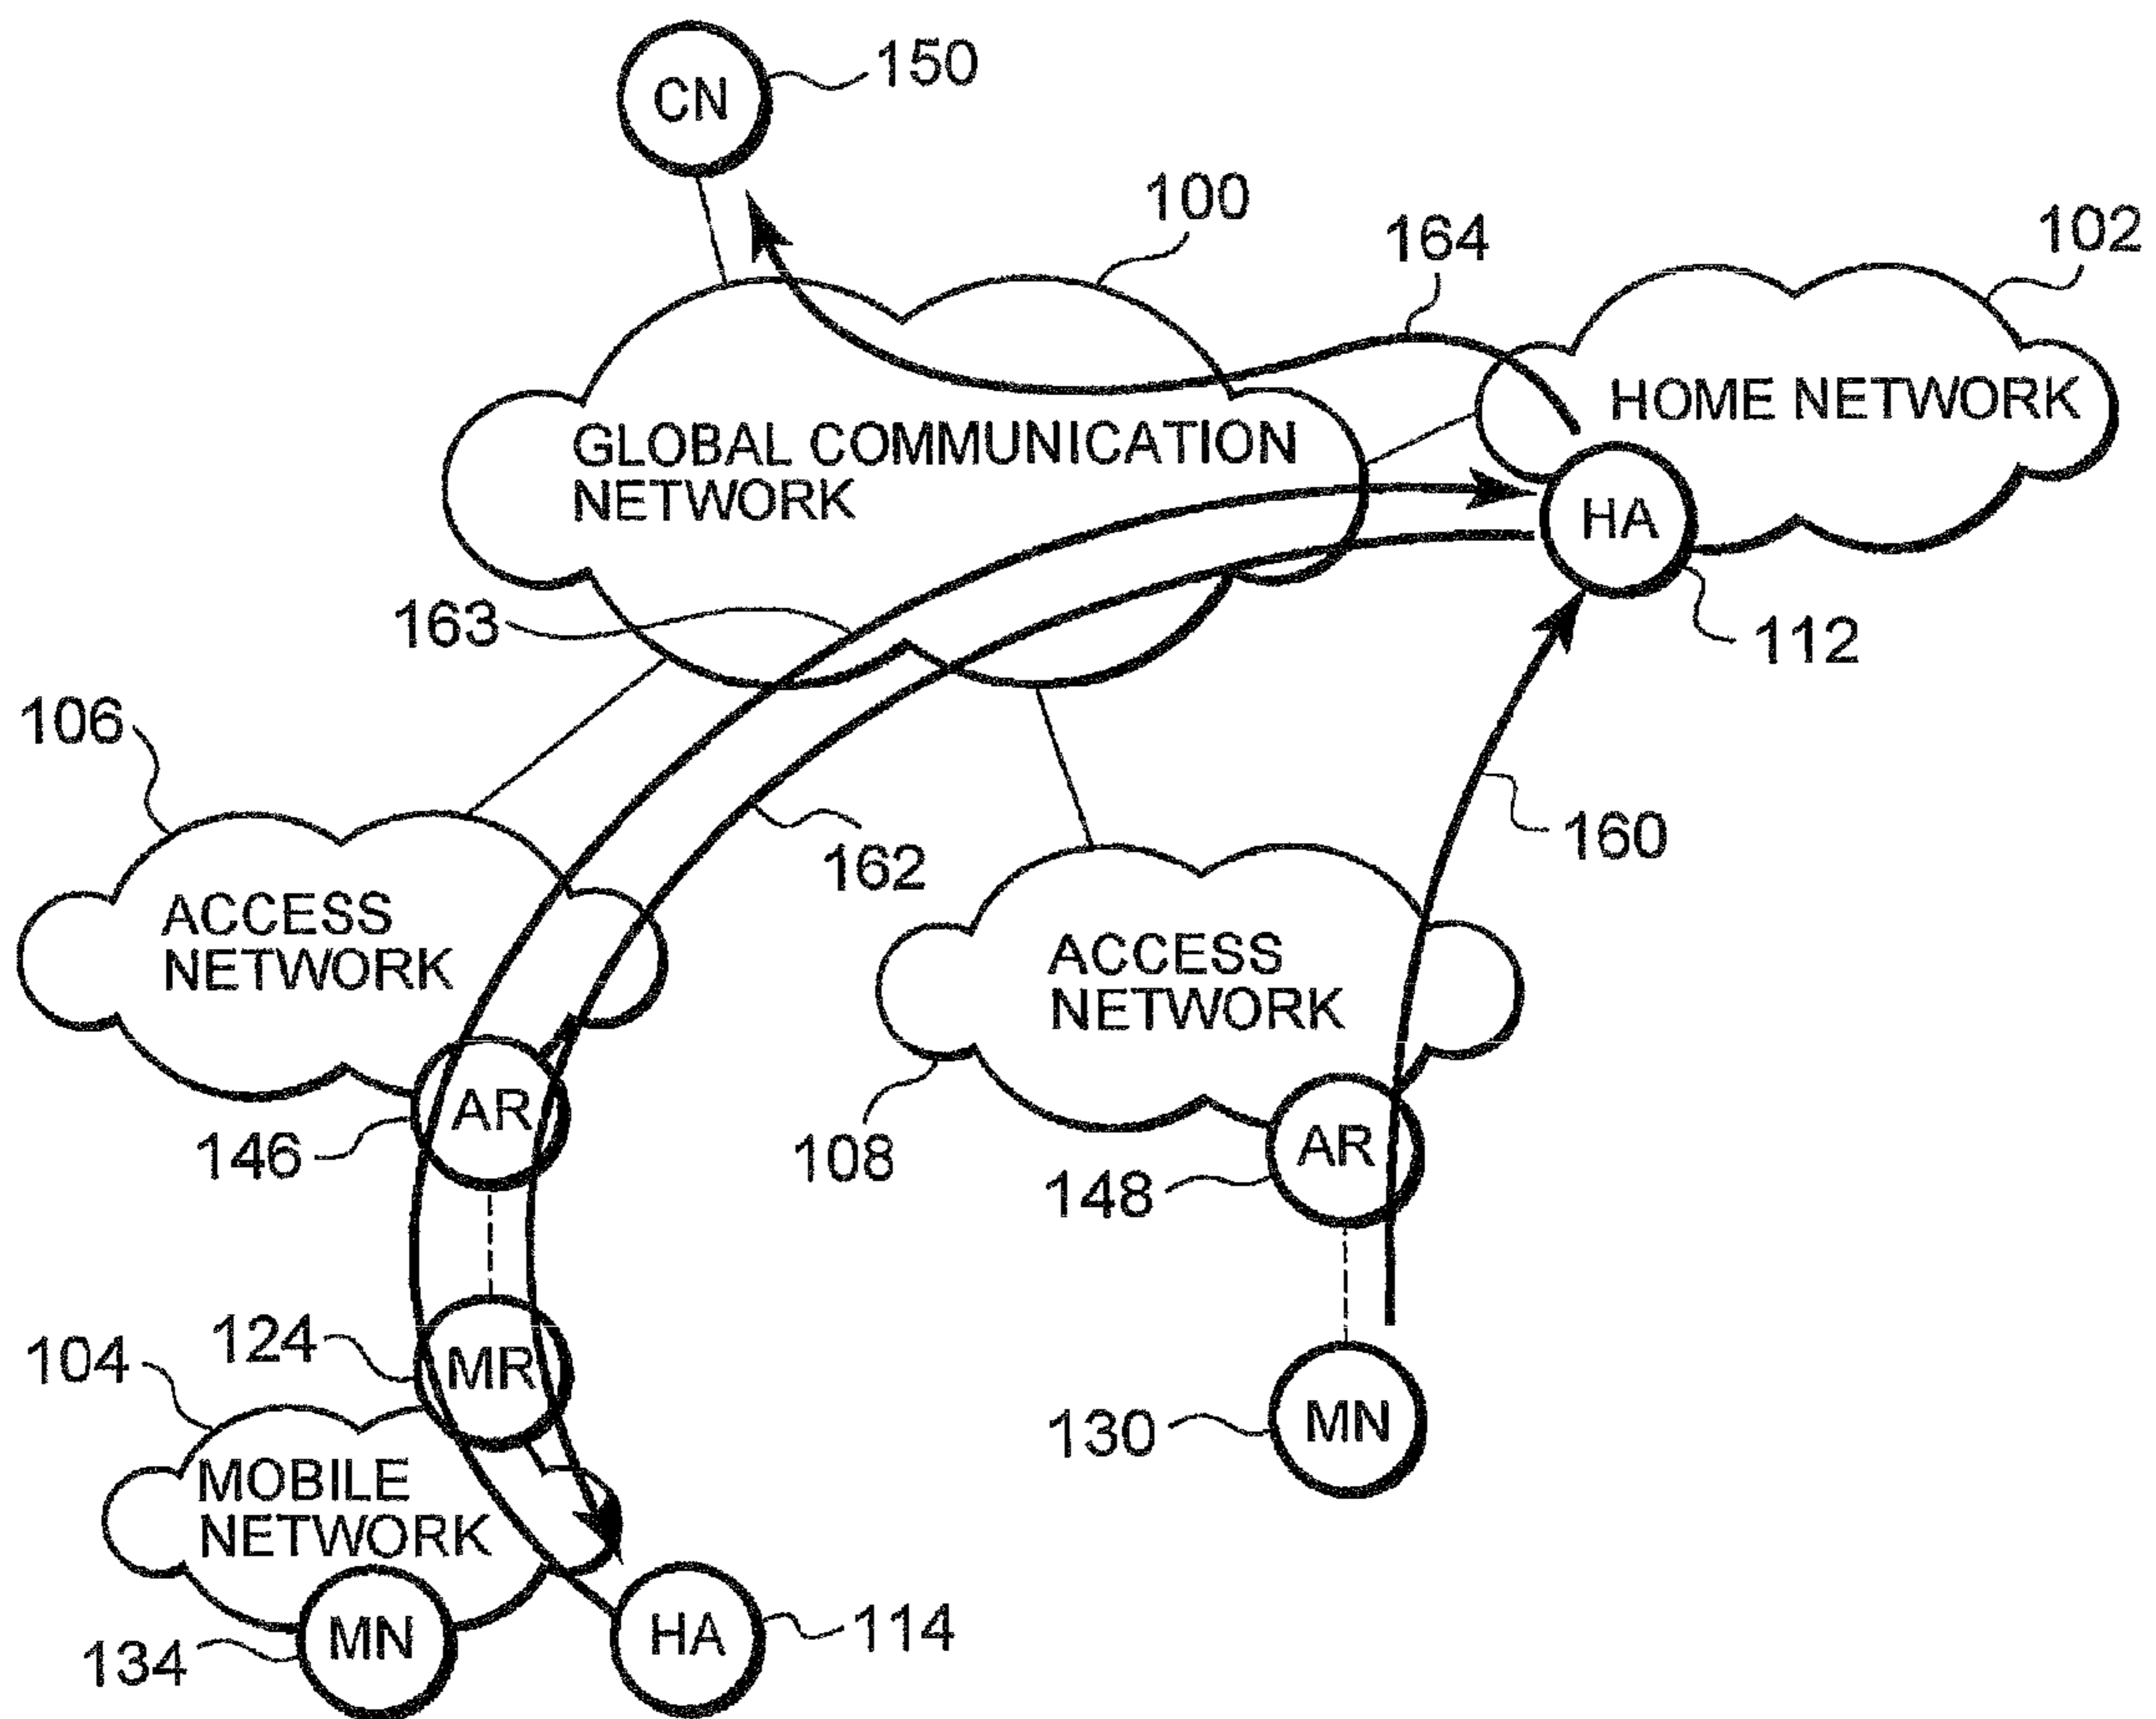 CN
150
100
164
102
HOME NETWORK
GLOBAL COMMUNICATION
NETWORK
HA
163
112
106
162
160
ACCESS
NETWORK
ACCESS
NETWORK
AR
146
108
AR
148
124
MR
104
130
MN
MOBILE
NETWORK
134
MN
HA
114